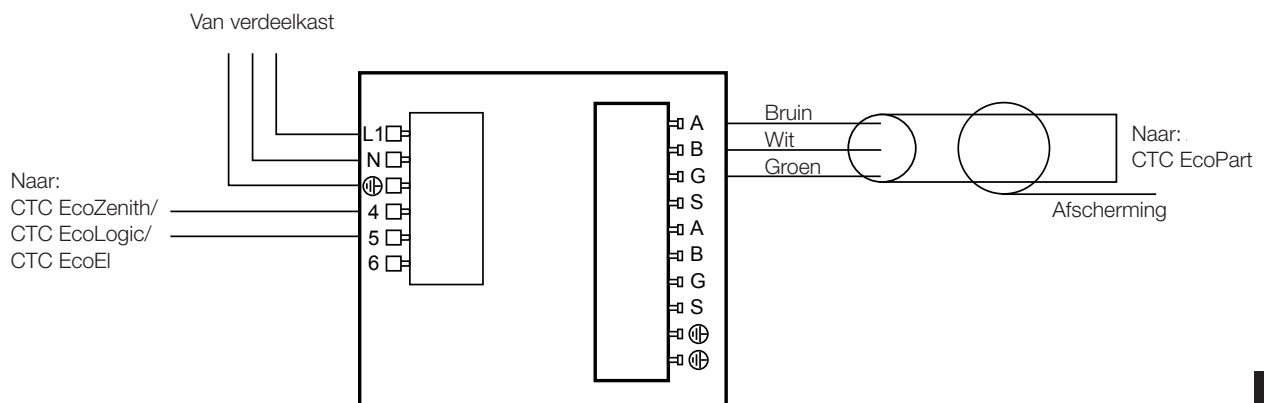 Van verdeelkast
L1
N
4
5
6
Naar:
CTC EcoZenith/
CTC EcoLogic/
CTC EcoEl
A
B
G
S
A
B
G
S
Bruin
Wit
Groen
Naar:
CTC EcoPart
Afscherming